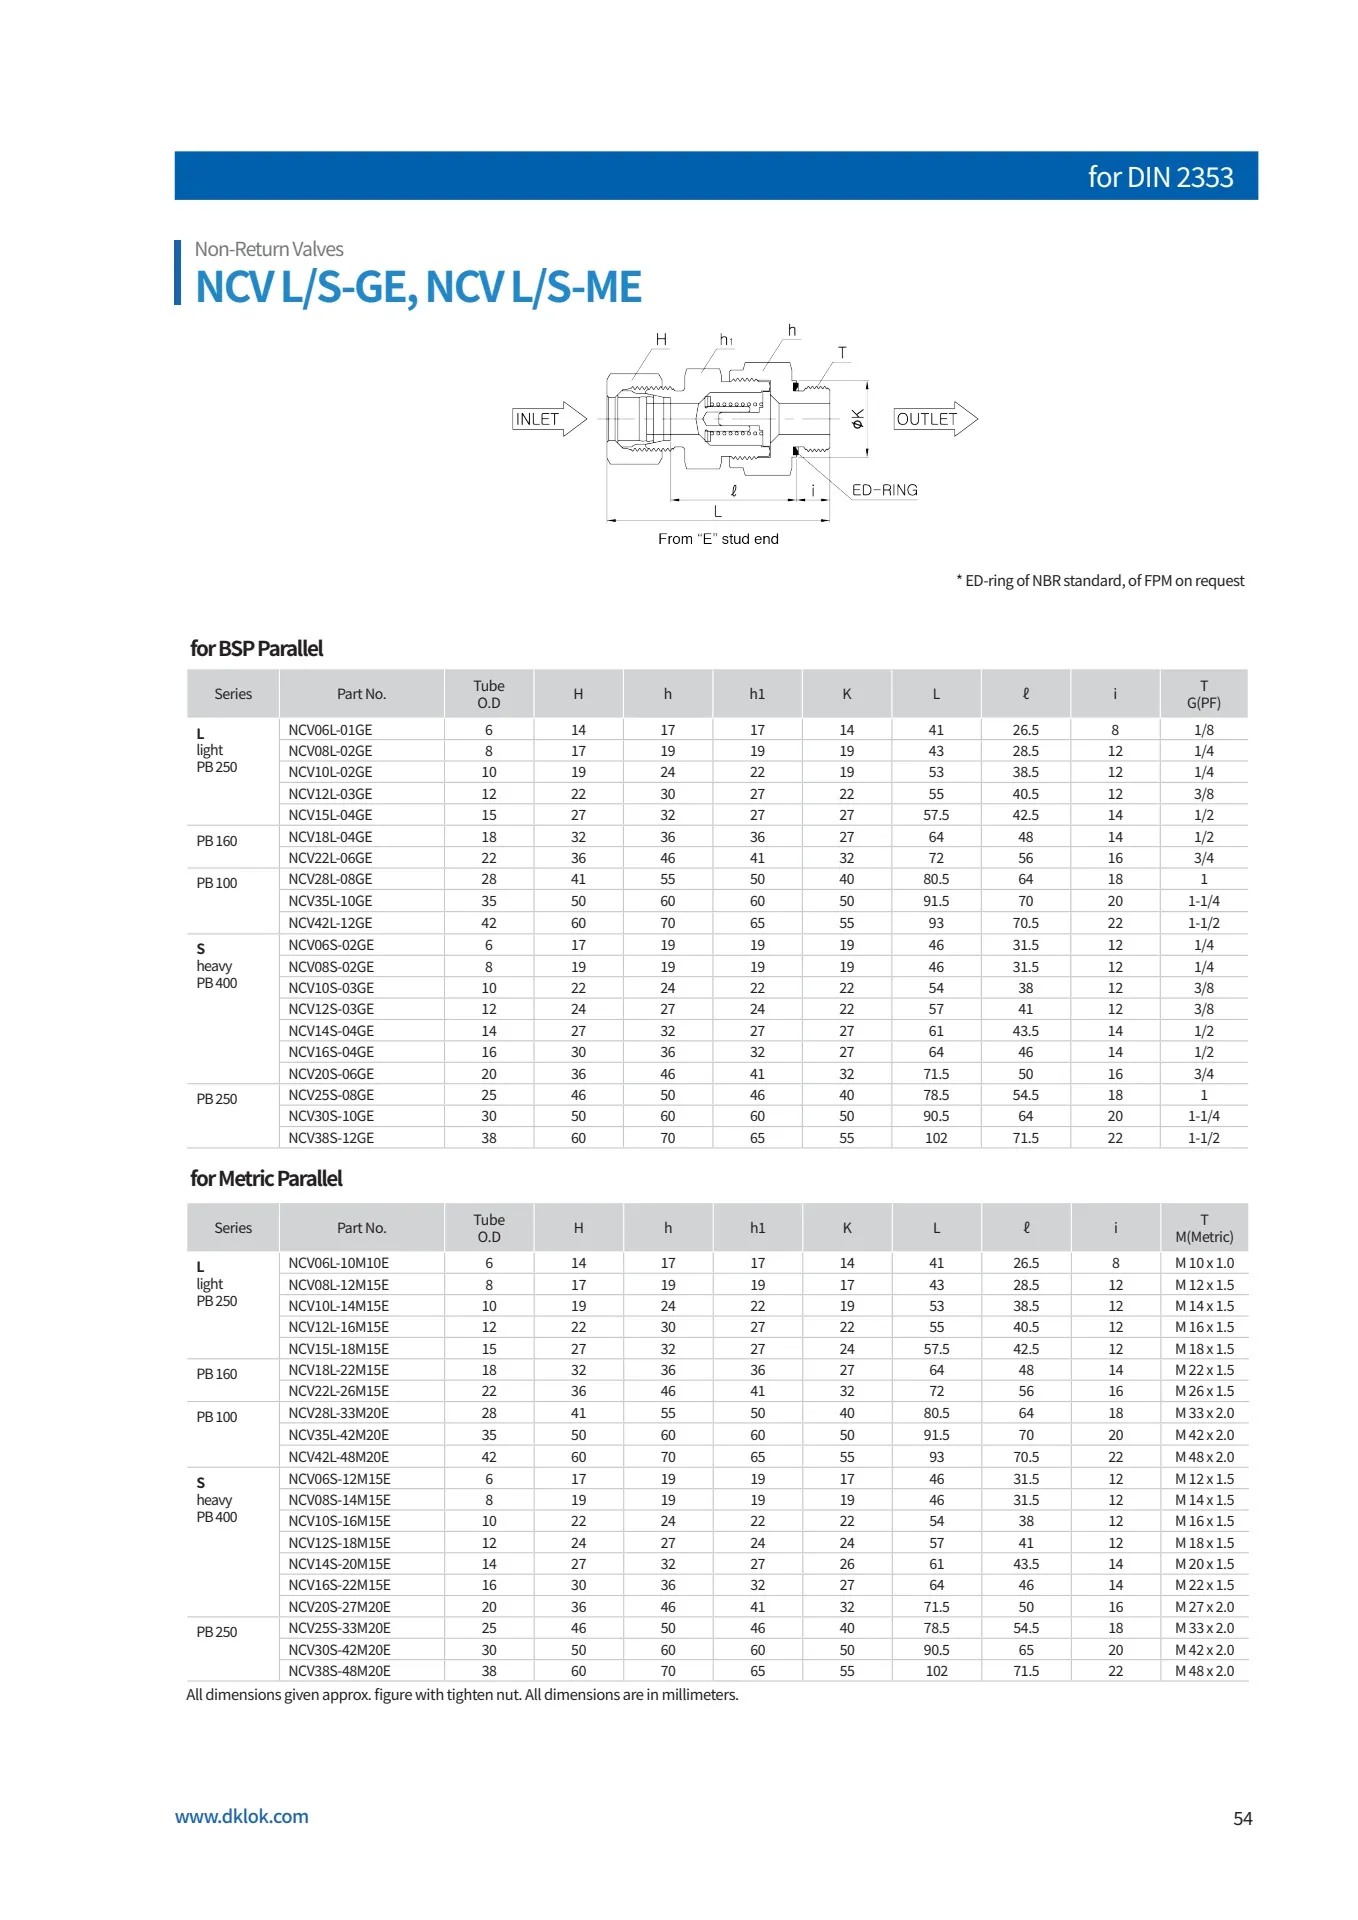 for DIN 2353
Non-Return Valves
NCV L/S-GE, NCV L/S-ME
H h1 h T
INLET ϕK OUTLET
ℓ i ED-RING
L
From “E” stud end
* ED-ring of NBR standard, of FPM on request
for BSP Parallel
Series Part No. Tube O.D H h h1 K L ℓ i T G(PF)
L light PB 250 NCV06L-01GE 6 14 17 17 14 41 26.5 8 1/8
NCV08L-02GE 8 17 19 19 19 43 28.5 12 1/4
NCV10L-02GE 10 19 24 22 19 53 38.5 12 1/4
NCV12L-03GE 12 22 30 27 22 55 40.5 12 3/8
NCV15L-04GE 15 27 32 27 27 57.5 42.5 14 1/2
PB 160 NCV18L-04GE 18 32 36 36 27 64 48 14 1/2
NCV22L-06GE 22 36 46 41 32 72 56 16 3/4
PB 100 NCV28L-08GE 28 41 55 50 40 80.5 64 18 1
NCV35L-10GE 35 50 60 60 50 91.5 70 20 1-1/4
NCV42L-12GE 42 60 70 65 55 93 70.5 22 1-1/2
S heavy PB 400 NCV06S-02GE 6 17 19 19 19 46 31.5 12 1/4
NCV08S-02GE 8 19 19 19 19 46 31.5 12 1/4
NCV10S-03GE 10 22 24 22 22 54 38 12 3/8
NCV12S-03GE 12 24 27 24 22 57 41 12 3/8
NCV14S-04GE 14 27 32 27 27 61 43.5 14 1/2
NCV16S-04GE 16 30 36 32 27 64 46 14 1/2
NCV20S-06GE 20 36 46 41 32 71.5 50 16 3/4
PB 250 NCV25S-08GE 25 46 50 46 40 78.5 54.5 18 1
NCV30S-10GE 30 50 60 60 50 90.5 64 20 1-1/4
NCV38S-12GE 38 60 70 65 55 102 71.5 22 1-1/2
for Metric Parallel
Series Part No. Tube O.D H h h1 K L ℓ i T M(Metric)
L light PB 250 NCV06L-10M10E 6 14 17 17 14 41 26.5 8 M 10 x 1.0
NCV08L-12M15E 8 17 19 19 17 43 28.5 12 M 12 x 1.5
NCV10L-14M15E 10 19 24 22 19 53 38.5 12 M 14 x 1.5
NCV12L-16M15E 12 22 30 27 22 55 40.5 12 M 16 x 1.5
NCV15L-18M15E 15 27 32 27 24 57.5 42.5 12 M 18 x 1.5
PB 160 NCV18L-22M15E 18 32 36 36 27 64 48 14 M 22 x 1.5
NCV22L-26M15E 22 36 46 41 32 72 56 16 M 26 x 1.5
PB 100 NCV28L-33M20E 28 41 55 50 40 80.5 64 18 M 33 x 2.0
NCV35L-42M20E 35 50 60 60 50 91.5 70 20 M 42 x 2.0
NCV42L-48M20E 42 60 70 65 55 93 70.5 22 M 48 x 2.0
S heavy PB 400 NCV06S-12M15E 6 17 19 19 17 46 31.5 12 M 12 x 1.5
NCV08S-14M15E 8 19 19 19 19 46 31.5 12 M 14 x 1.5
NCV10S-16M15E 10 22 24 22 22 54 38 12 M 16 x 1.5
NCV12S-18M15E 12 24 27 24 24 57 41 12 M 18 x 1.5
NCV14S-20M15E 14 27 32 27 26 61 43.5 14 M 20 x 1.5
NCV16S-22M15E 16 30 36 32 27 64 46 14 M 22 x 1.5
NCV20S-27M20E 20 36 46 41 32 71.5 50 16 M 27 x 2.0
PB 250 NCV25S-33M20E 25 46 50 46 40 78.5 54.5 18 M 33 x 2.0
NCV30S-42M20E 30 50 60 60 50 90.5 65 20 M 42 x 2.0
NCV38S-48M20E 38 60 70 65 55 102 71.5 22 M 48 x 2.0
All dimensions given approx. figure with tighten nut. All dimensions are in millimeters.
www.dklok.com 54